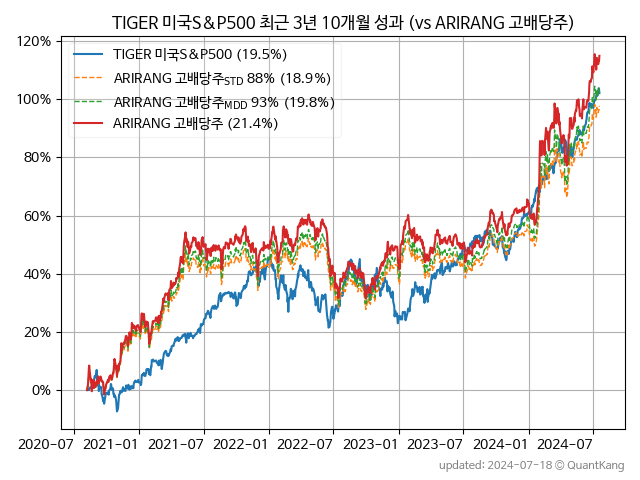 TIGER 미국S&P500 최근 3년 10개월 성과 (vs ARIRANG 고배당주)
120%
100%
80%
60%
40%
20%
0%
TIGER 미국S&P500 (19.5%)
ARIRANG 고배당주STD 88% (18.9%)
ARIRANG 고배당주MDD 93% (19.8%)
ARIRANG 고배당주 (21.4%)
2020-07 2021-01 2021-07 2022-01 2022-07 2023-01 2023-07 2024-01 2024-07
updated: 2024-07-18 © QuantKang